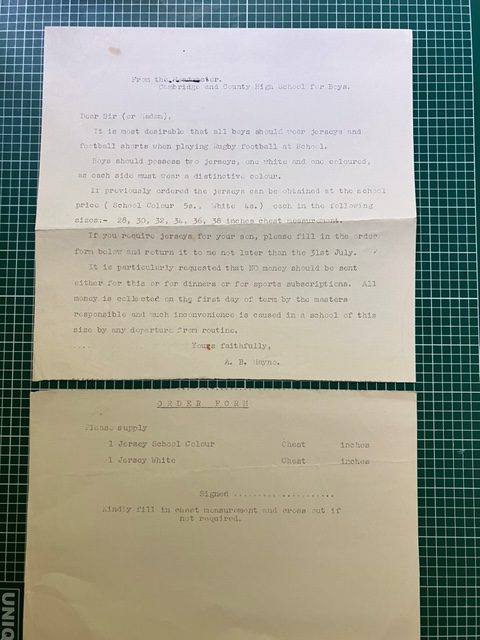 From the Headmaster.
Cambridge and County High School for Boys.
Dear Sir (or Madam),
It is most desirable that all boys should wear jerseys and
football shorts when playing Rugby football at School.
Boys should possess two jerseys, one white and one coloured,
as each side must wear a distinctive colour.
If previously ordered the jerseys can be obtained at the school
price ( School Colour 5s., White 4s.) each in the following
sizes;- 28, 30, 32, 34, 36, 38 inches chest measurement.
If you require jerseys for your son, please fill in the order
form below and return it to me not later than the 31st July.
It is particularly requested that NO money should be sent
either for this or for dinners or for sports subscriptions. All
money is collected on the first day of term by the masters
responsible and much inconvenience is caused in a school of this
size by any departure from routine.
Yours faithfully,
A. B. Mayne.
ORDER FORM
Please supply
1 Jersey School Colour Chest inches
1 Jersey White Chest inches
Signed ...................
Kindly fill in chest measurement and cross out if
not required.
UNIQ